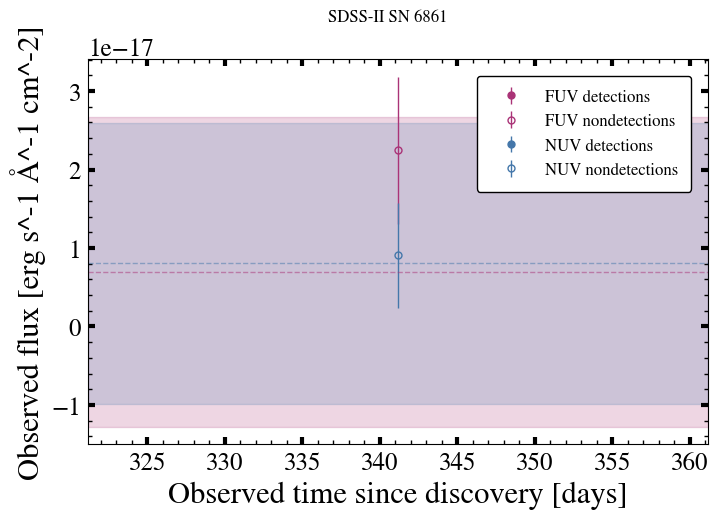 SDSS-II SN 6861
1e−17
Observed flux [erg s^-1 Å^-1 cm^-2]
3
2
1
0
−1
FUV detections
FUV nondetections
NUV detections
NUV nondetections
325 330 335 340 345 350 355 360
Observed time since discovery [days]